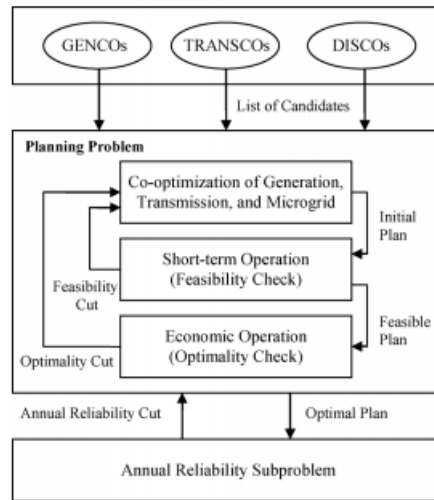 GENCOs
TRANSCOs
DISCOs
List of Candidates
Planning Problem
Co-optimization of Generation,
Transmission, and Microgrid
Initial
Plan
Short-term Operation
(Feasibility Check)
Feasibility
Cut
Feasible
Plan
Economic Operation
(Optimality Check)
Optimality Cut
Annual Reliability Cut
Optimal Plan
Annual Reliability Subproblem